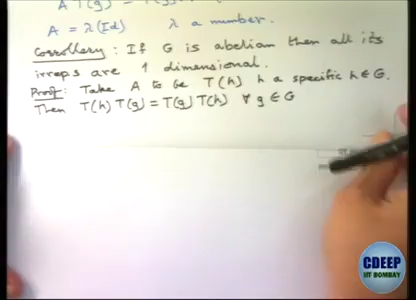 A = λ(Id) λ a number.
Corrollery : If G is abelian then all its
irreps are 1 dimensional.
Proof: Take A to be T(h) h a specific h ∈ G.
Then T(h) T(g) = T(g) T(h) ∀ g ∈ G
CDEEP
IIT BOMBAY